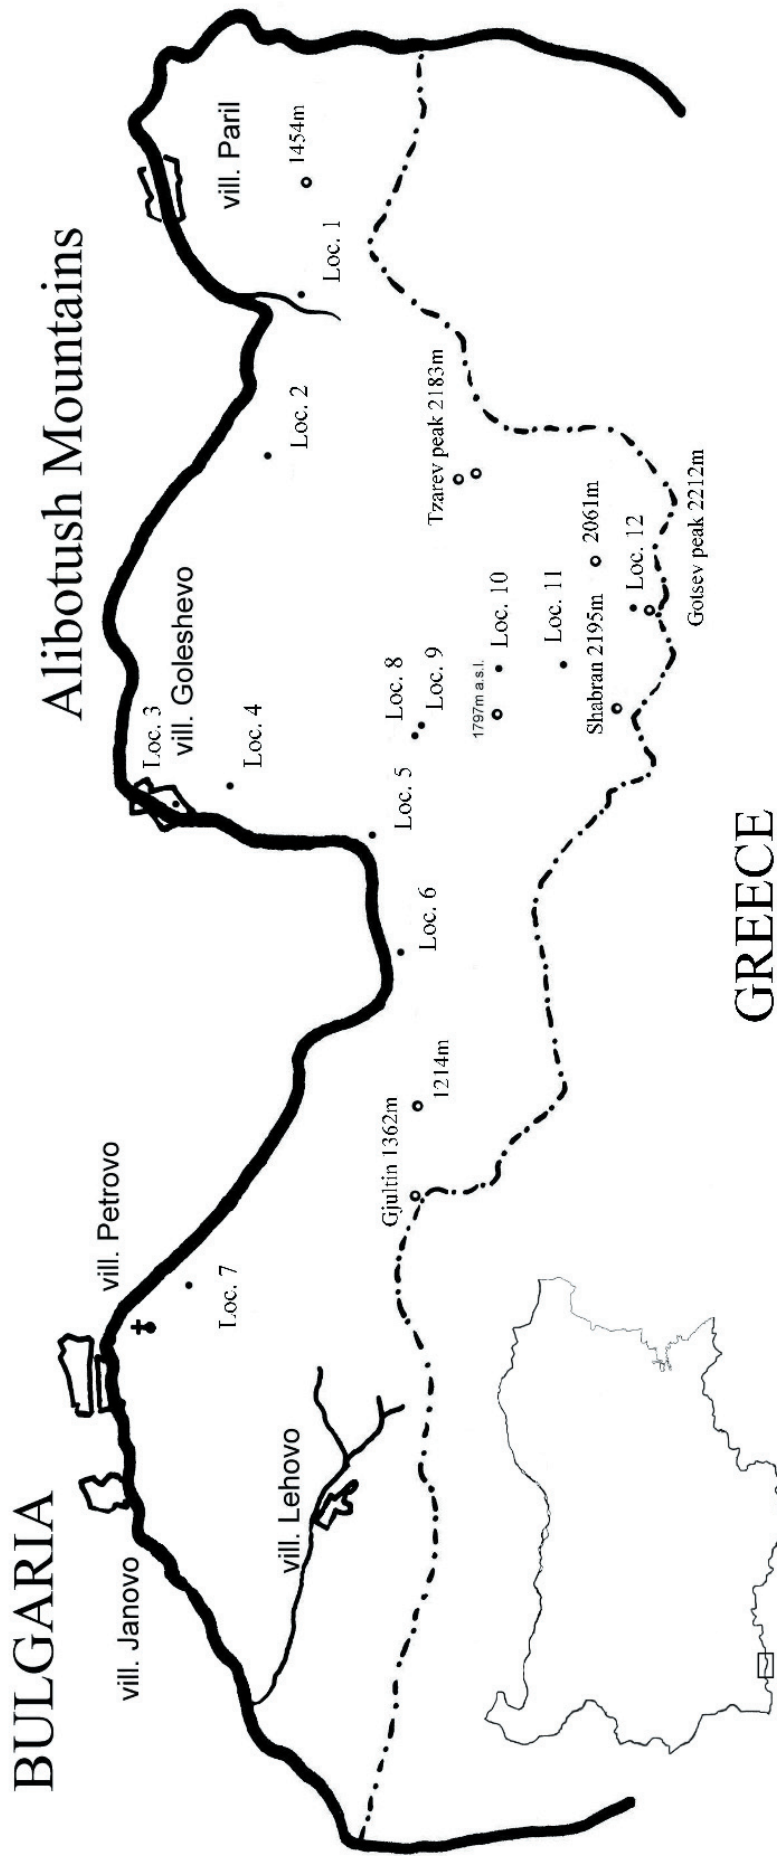 BULGARIA
Alibotush Mountains
vill. Janovo
vill. Petrovo
vill. Lehovo
Loc. 7
Gjultin 1362m
1214m
Loc. 6
Loc. 5
Loc. 3
vill. Goleshevo
Loc. 4
Loc. 8
Loc. 9
1797m a.s.l.
Loc. 10
Loc. 11
Shabran 2195m
2061m
Loc. 12
Gotsev peak 2212m
Tzarev peak 2183m
Loc. 2
Loc. 1
vill. Paril
1454m
GREECE